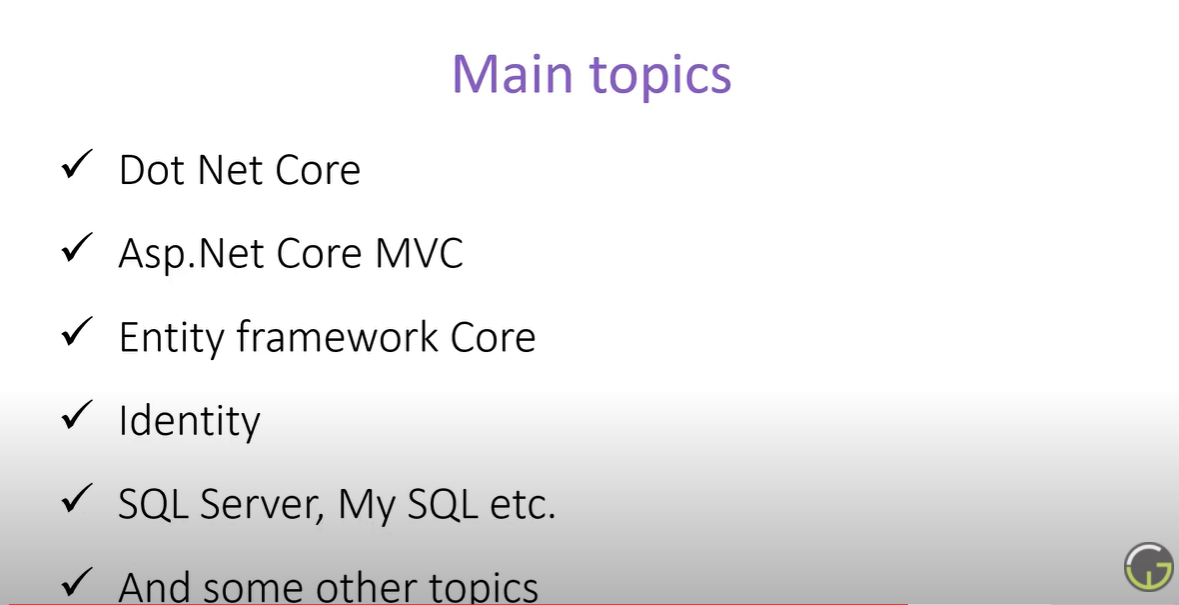 Main topics
Dot Net Core
Asp.Net Core MVC
Entity framework Core
Identity
SQL Server, My SQL etc.
And some other topics